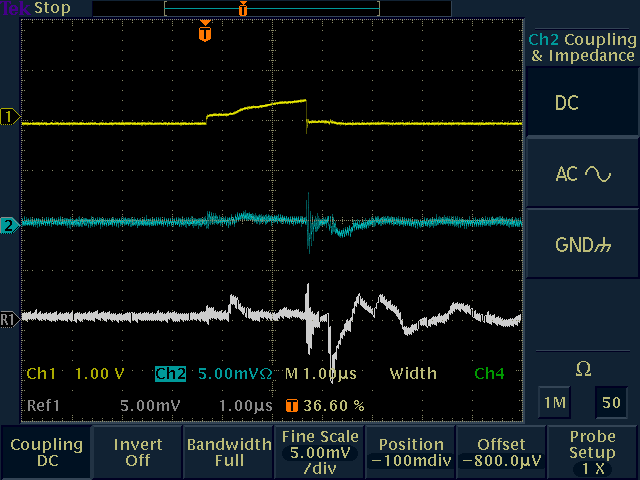 Tek Stop
T
T
Ch2 Coupling
& Impedance
DC
1
AC
2
GND
R1
Ch1 1.00 V Ch2 5.00mVΩ M 1.00µs Width Ch4
Ω
Ref1 5.00mV 1.00µs T 36.60 %
1M 50
Coupling
DC
Invert
Off
Bandwidth
Full
Fine Scale
5.00mV
/div
Position
-100mdiv
Offset
-800.0µV
Probe
Setup
1 X